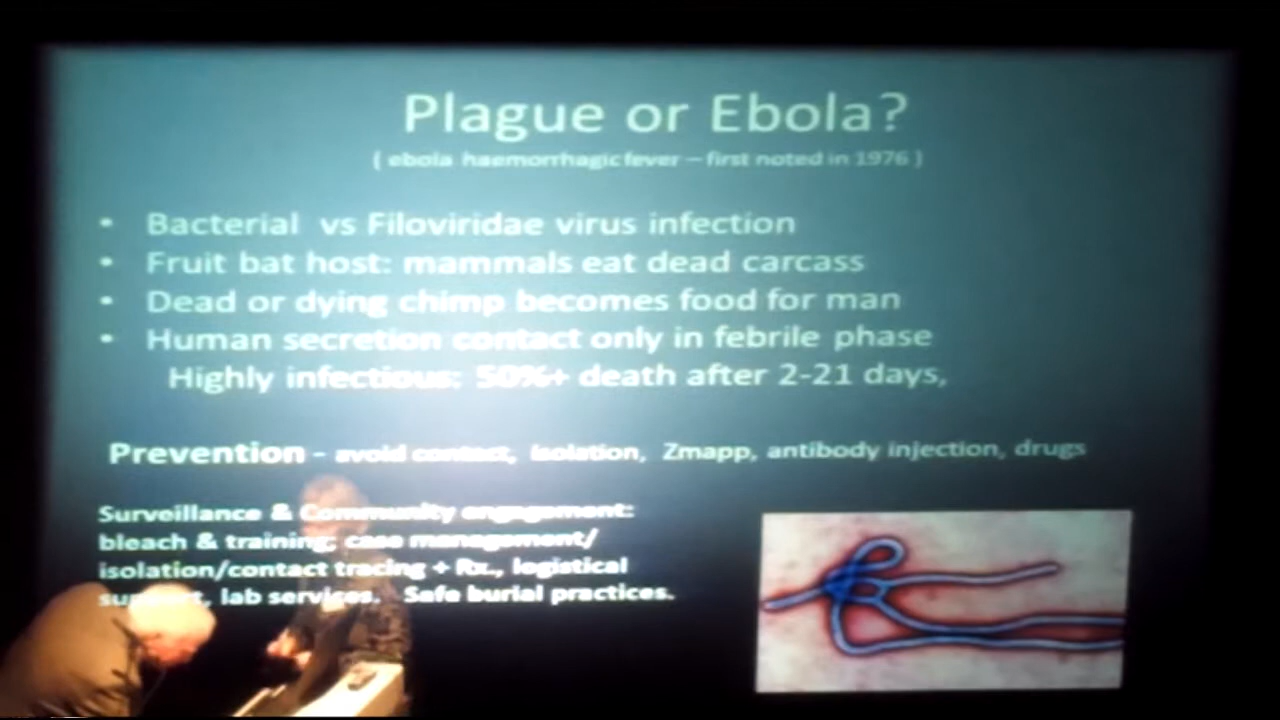 Plague or Ebola?
( ebola haemorrhagic fever – first noted in 1976 )
• Bacterial vs Filoviridae virus infection
• Fruit bat host: mammals eat dead carcass
• Dead or dying chimp becomes food for man
• Human secretion contact only in febrile phase
Highly infectious; 50%+ death after 2-21 days,
Prevention - avoid contact, isolation, Zmapp, antibody injection, drugs
Surveillance & Community engagement:
bleach & training; case management/
isolation/contact tracing + Rx., logistical
support, lab services. Safe burial practices.